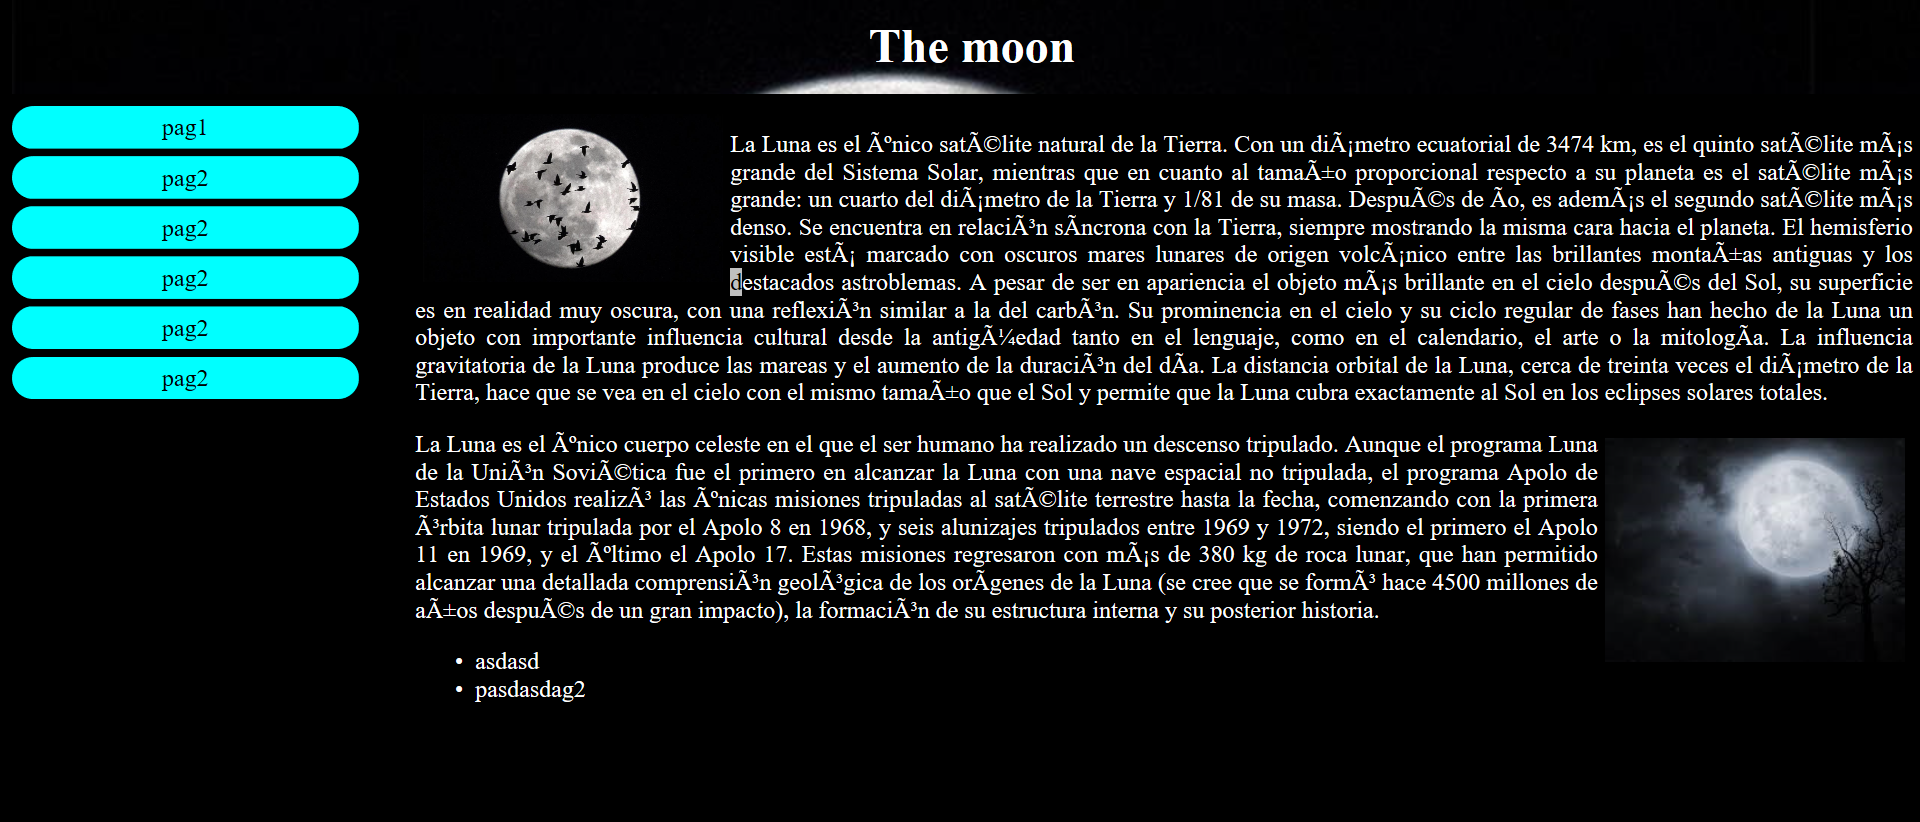 The moon
pag1
pag2
pag2
pag2
pag2
pag2
La Luna es el Ãºnico satÃ©lite natural de la Tierra. Con un diÃ¡metro ecuatorial de 3474 km, es el quinto satÃ©lite mÃ¡s
grande del Sistema Solar, mientras que en cuanto al tamaÃ±o proporcional respecto a su planeta es el satÃ©lite mÃ¡s
grande: un cuarto del diÃ¡metro de la Tierra y 1/81 de su masa. DespuÃ©s de Ão, es ademÃ¡s el segundo satÃ©lite mÃ¡s
denso. Se encuentra en relaciÃ³n sÃncrona con la Tierra, siempre mostrando la misma cara hacia el planeta. El hemisferio
visible estÃ¡ marcado con oscuros mares lunares de origen volcÃ¡nico entre las brillantes montaÃ±as antiguas y los
destacados astroblemas. A pesar de ser en apariencia el objeto mÃ¡s brillante en el cielo despuÃ©s del Sol, su superficie
es en realidad muy oscura, con una reflexiÃ³n similar a la del carbÃ³n. Su prominencia en el cielo y su ciclo regular de fases han hecho de la Luna un
objeto con importante influencia cultural desde la antigÃ¼edad tanto en el lenguaje, como en el calendario, el arte o la mitologÃa. La influencia
gravitatoria de la Luna produce las mareas y el aumento de la duraciÃ³n del dÃa. La distancia orbital de la Luna, cerca de treinta veces el diÃ¡metro de la
Tierra, hace que se vea en el cielo con el mismo tamaÃ±o que el Sol y permite que la Luna cubra exactamente al Sol en los eclipses solares totales.
La Luna es el Ãºnico cuerpo celeste en el que el ser humano ha realizado un descenso tripulado. Aunque el programa Luna
de la UniÃ³n SoviÃ©tica fue el primero en alcanzar la Luna con una nave espacial no tripulada, el programa Apolo de
Estados Unidos realizÃ³ las Ãºnicas misiones tripuladas al satÃ©lite terrestre hasta la fecha, comenzando con la primera
Ã³rbita lunar tripulada por el Apolo 8 en 1968, y seis alunizajes tripulados entre 1969 y 1972, siendo el primero el Apolo
11 en 1969, y el Ãºltimo el Apolo 17. Estas misiones regresaron con mÃ¡s de 380 kg de roca lunar, que han permitido
alcanzar una detallada comprensiÃ³n geolÃ³gica de los orÃgenes de la Luna (se cree que se formÃ³ hace 4500 millones de
aÃ±os despuÃ©s de un gran impacto), la formaciÃ³n de su estructura interna y su posterior historia.
• asdasd
• pasdasdag2